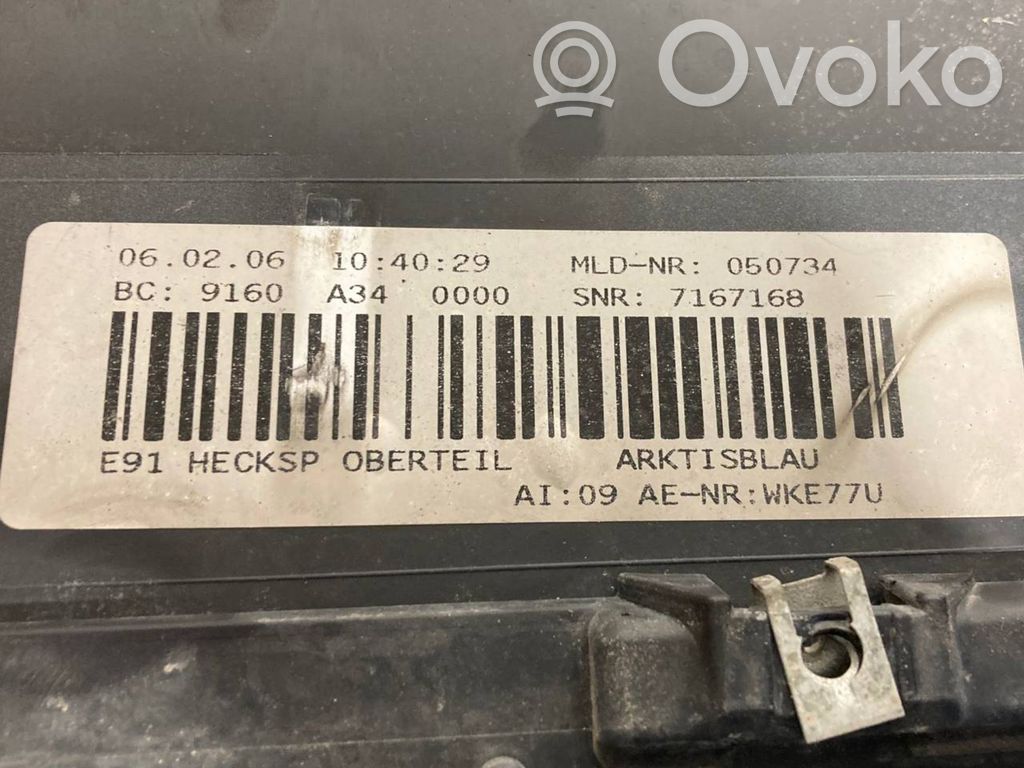 Ovoko
06.02.06 10:40:29 MLD-NR: 050734
BC: 9160 A34 0000 SNR: 7167168
E91 HECKSP OBERTEIL ARKTISBLAU
AI:09 AE-NR:WKE77U